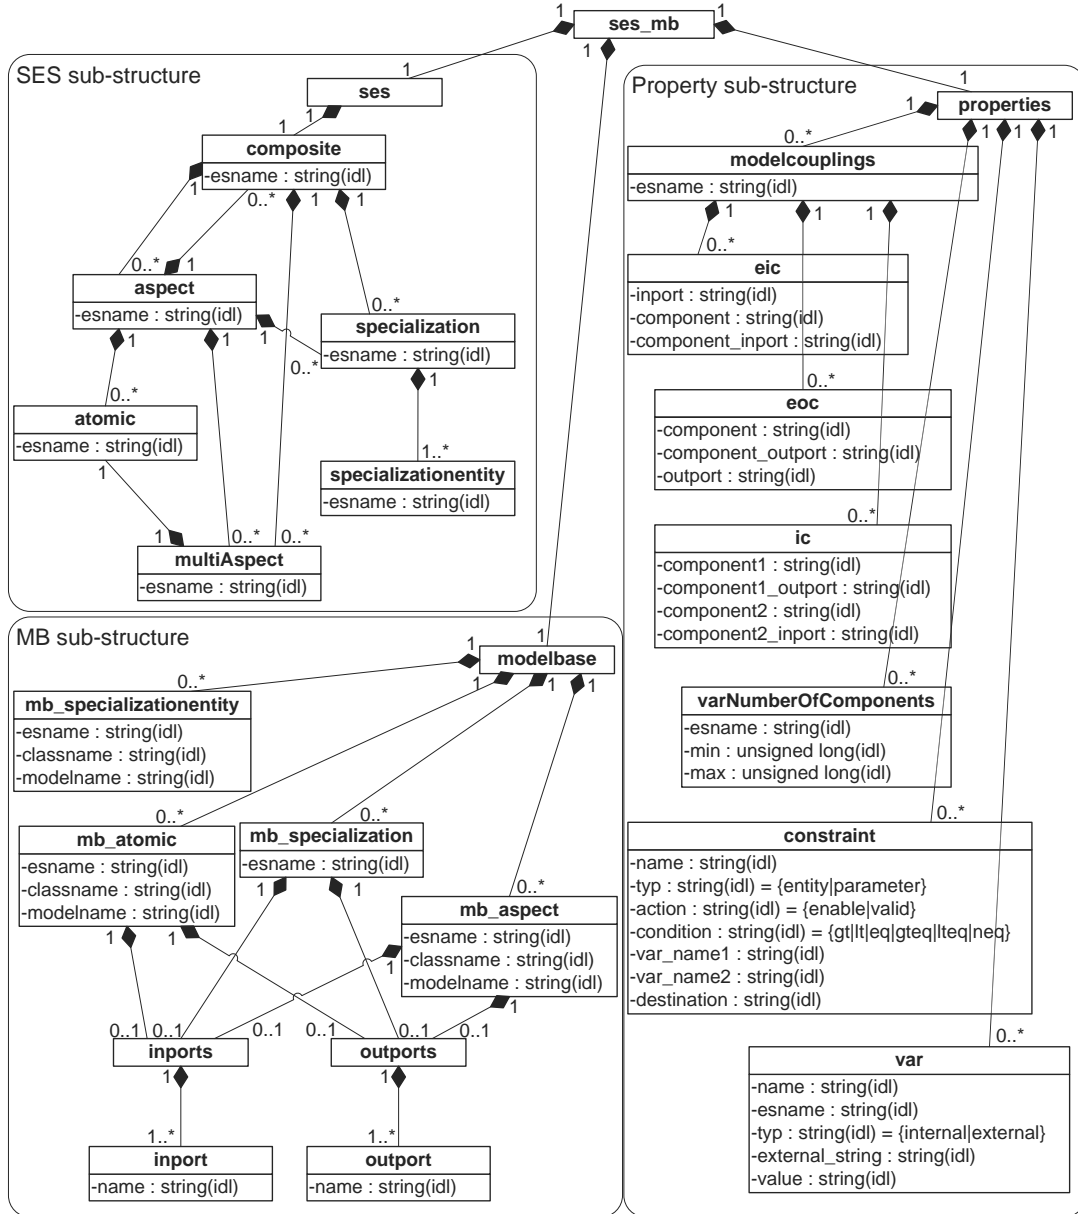 ses_mb
1
1
1
SES sub-structure
1
ses
1
1
composite
-esname : string(idl)
1
0..*
1
1
0..*
1
aspect
-esname : string(idl)
1
1
1
0..*
0..*
specialization
-esname : string(idl)
1
0..*
atomic
-esname : string(idl)
1
1..*
specializationentity
-esname : string(idl)
1
0..*
0..*
multiAspect
-esname : string(idl)
Property sub-structure
1
properties
1
1
1
1
0..*
modelcouplings
-esname : string(idl)
1
1
1
0..*
eic
-inport : string(idl)
-component : string(idl)
-component_inport : string(idl)
0..*
eoc
-component : string(idl)
-component_outport : string(idl)
-outport : string(idl)
0..*
ic
-component1 : string(idl)
-component1_outport : string(idl)
-component2 : string(idl)
-component2_inport : string(idl)
0..*
varNumberOfComponents
-esname : string(idl)
-min : unsigned long(idl)
-max : unsigned long(idl)
0..*
constraint
-name : string(idl)
-typ : string(idl) = {entity|parameter}
-action : string(idl) = {enable|valid}
-condition : string(idl) = {gt|lt|eq|gteq|lteq|neq}
-var_name1 : string(idl)
-var_name2 : string(idl)
-destination : string(idl)
0..*
var
-name : string(idl)
-esname : string(idl)
-typ : string(idl) = {internal|external}
-external_string : string(idl)
-value : string(idl)
MB sub-structure
1
modelbase
1
1
1
1
0..*
mb_specializationentity
-esname : string(idl)
-classname : string(idl)
-modelname : string(idl)
0..*
mb_atomic
-esname : string(idl)
-classname : string(idl)
-modelname : string(idl)
1
1
0..*
mb_specialization
-esname : string(idl)
1
1
0..*
mb_aspect
-esname : string(idl)
-classname : string(idl)
-modelname : string(idl)
1
1
0..1
0..1
0..1
inports
1
0..1
0..1
0..1
outports
1
1..*
inport
-name : string(idl)
1..*
outport
-name : string(idl)